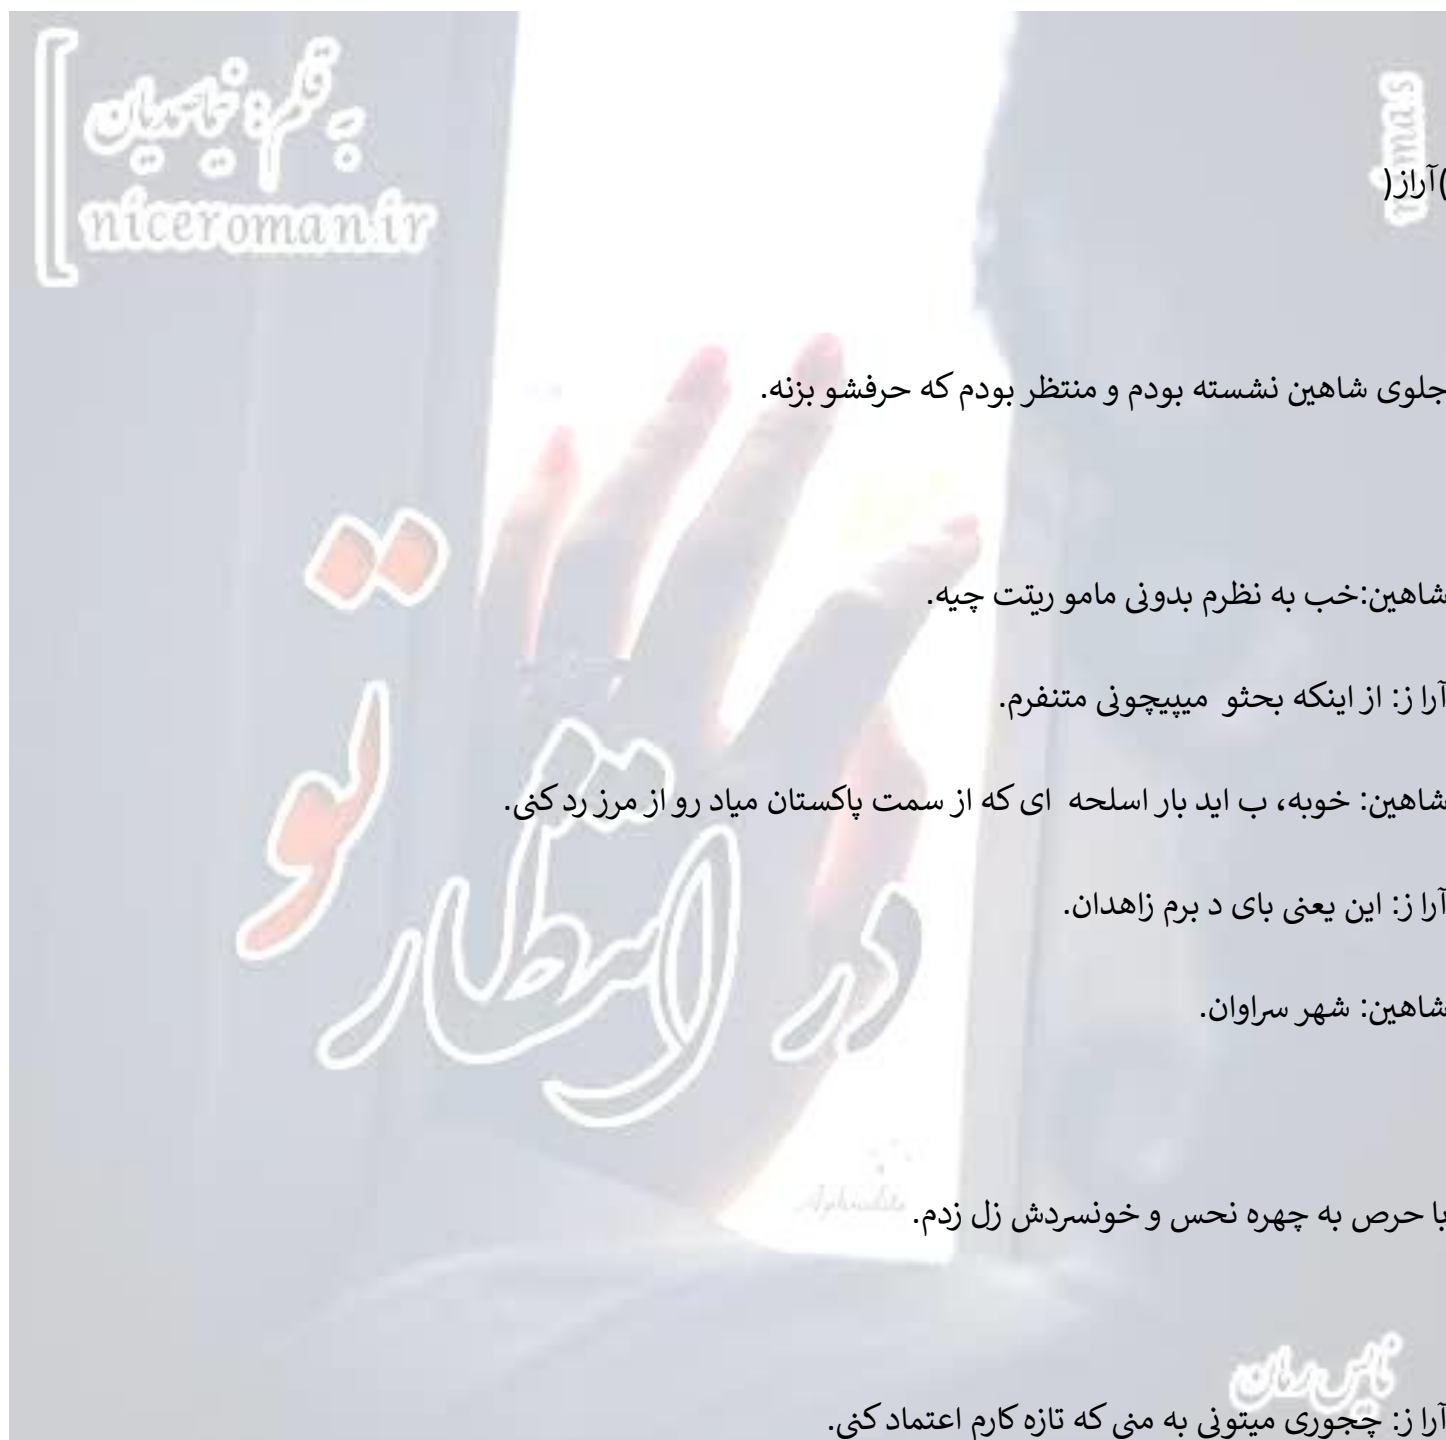 به قلم:
niceroman.ir
)آراز(
جلوی شاهین نشسته بودم و منتظر بودم که حرفشو بزنه.
تو
شاهین:خب به نظرم بدونی مامو ریتت چیه.
آرا ز: از اینکه بحثو میپیچونی متنفرم.
شاهین: خوبه، ب اید بار اسلحه ای که از سمت پاکستان میاد رو از مرز رد کنی.
در انتظار
آرا ز: این یعنی بای د برم زاهدان.
شاهین: شهر سراوان.
Aphrodite
با حرص به چهره نحس و خونسردش زل زدم.
نایس رمان
آرا ز: چجوری میتونی به منی که تازه کارم اعتماد کنی.